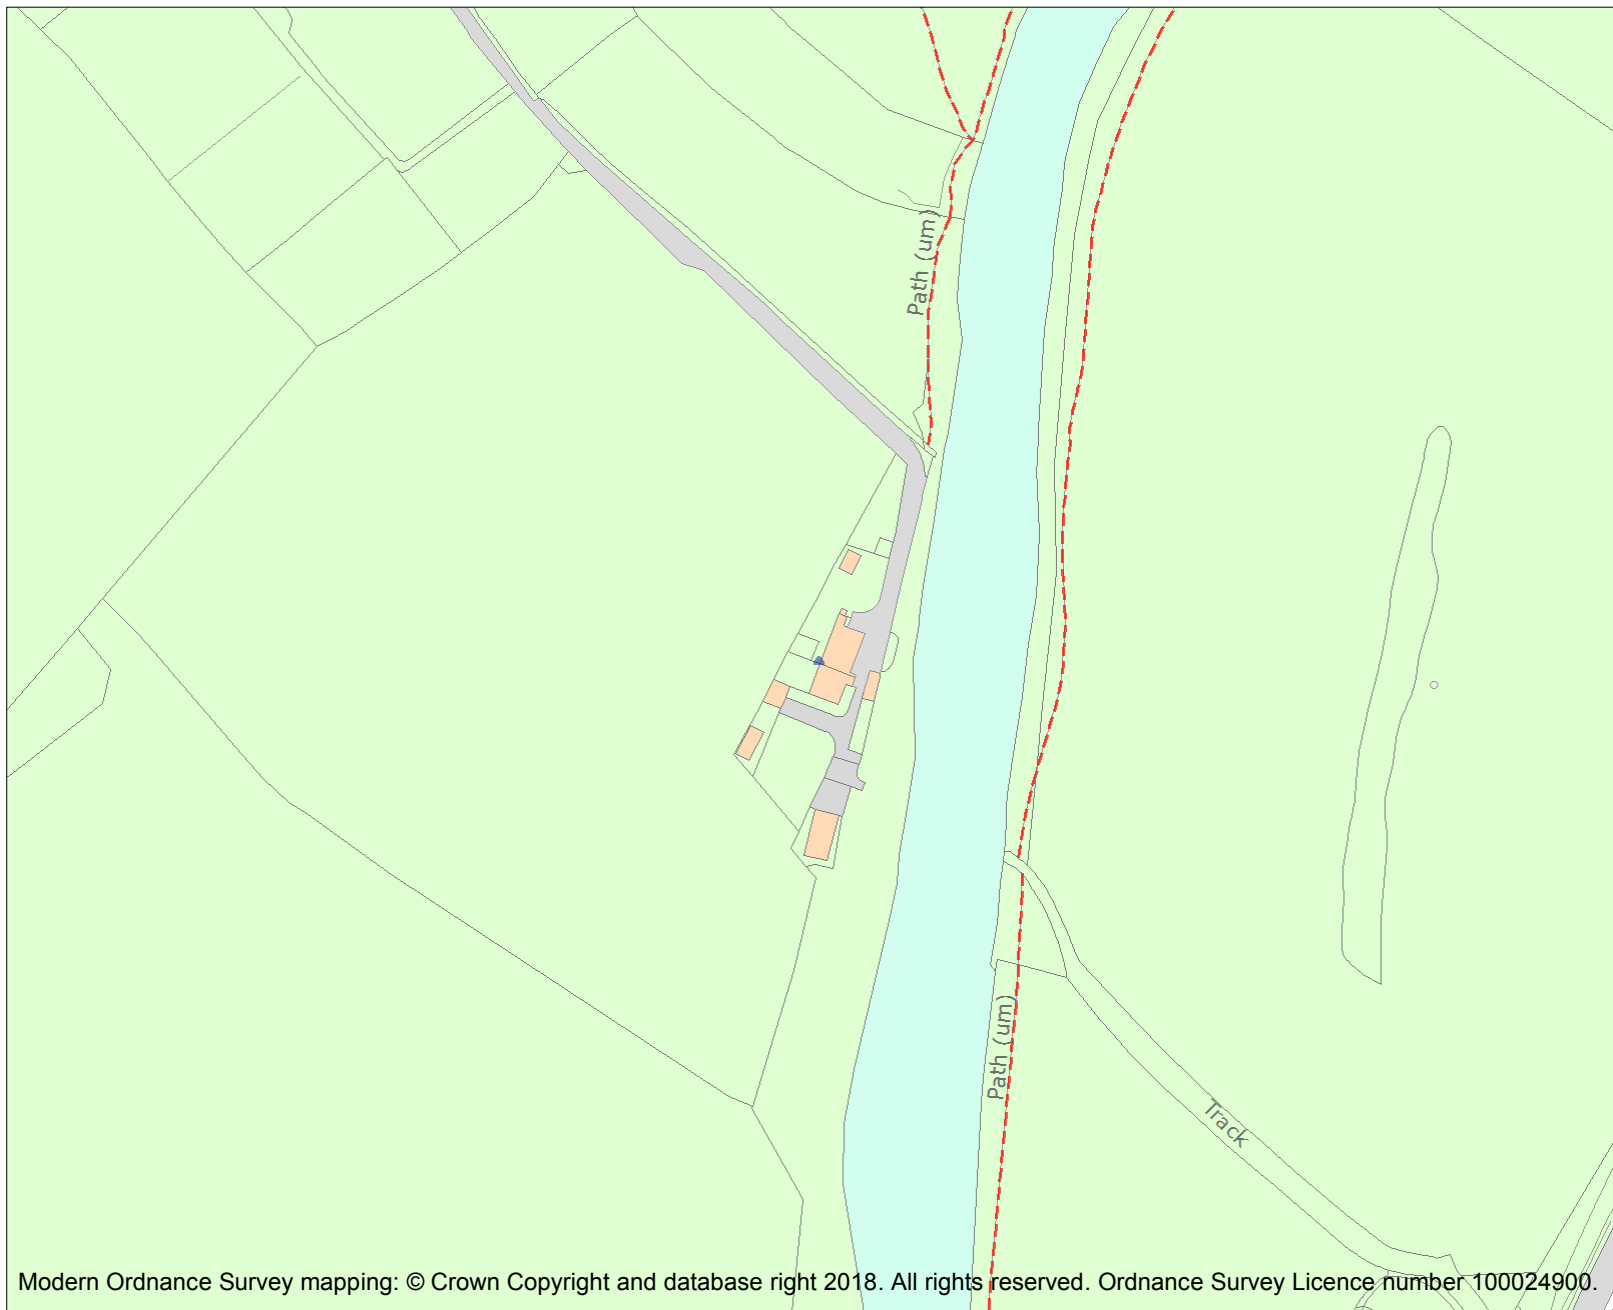 Path (um)
Path (um)
Track
Modern Ordnance Survey mapping: © Crown Copyright and database right 2018. All rights reserved. Ordnance Survey Licence number 100024900.